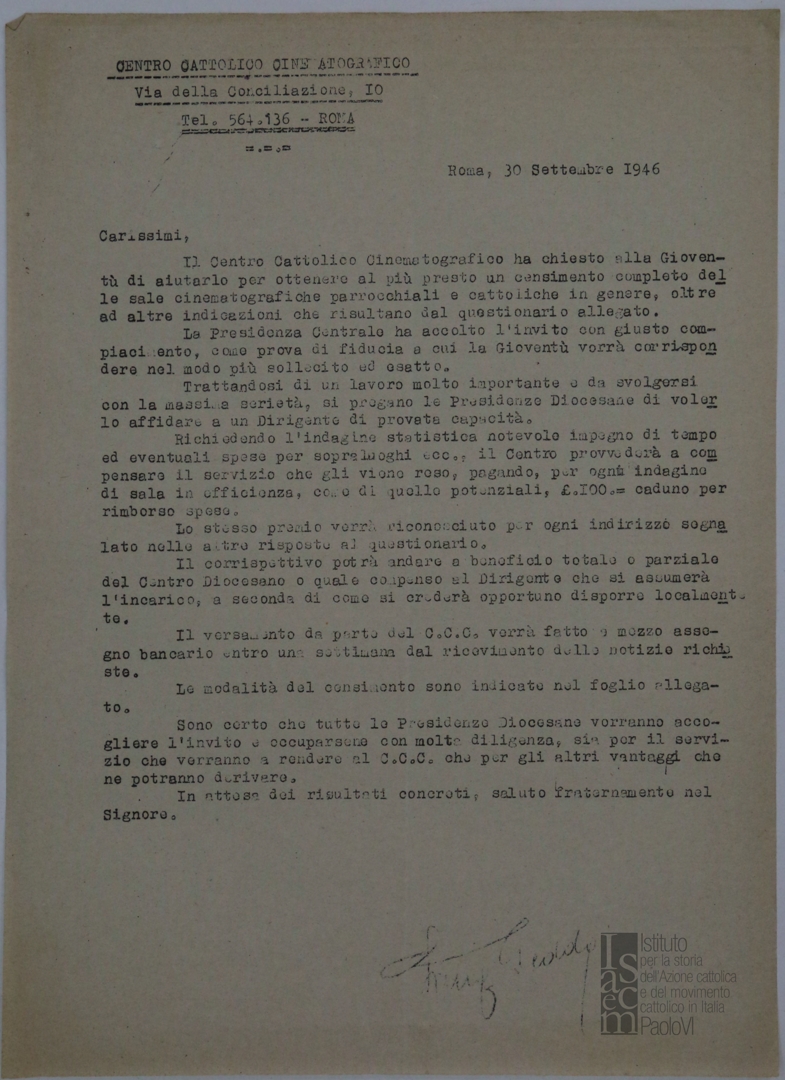 CENTRO CATTOLICO CINEMATOGRAFICO
Via della Conciliazione, IO
Tel. 564.136 - ROMA
=.=.=
Roma, 30 Settembre I946
Carissimi,
Il Centro Cattolico Cinematografico ha chiesto alla Gioven-
tù di aiutarlo per ottenere al più presto un censimento completo del
le sale cinematografiche parrocchiali e cattoliche in genere, oltre
ad altre indicazioni che risultano dal questionario allegato.
La Presidenza Centrale ha accolto l'invito con giusto com-
piacimento, come prova di fiducia a cui la Gioventù vorrà corrispon
dere nel modo più sollecito ed esatto.
Trattandosi di un lavoro molto importante e da svolgersi
con la massima serietà, si pregano le Presidenze Diocesane di voler
lo affidare a un Dirigente di provata capacità.
Richiedendo l'indagine statistica notevole impegno di tempo
ed eventuali spese per sopraluoghi ecc., il Centro provvederà a com
pensare il servizio che gli viene reso, pagando, per ogni indagine
di sala in efficienza, come di quelle potenziali, £.I00.= caduno per
rimborso spese.
Lo stesso premio verrà riconosciuto per ogni indirizzo segna
lato nelle altre risposte al questionario.
Il corrispettivo potrà andare a beneficio totale o parziale
del Centro Diocesano o quale compenso al Dirigente che si assumerà
l'incarico, a seconda di come si crederà opportuno disporre localment.
te.
Il versamento da parte del C.C.C. verrà fatto a mezzo asse-
gno bancario entro una settimana dal ricevimento delle notizie richie
ste.
Le modalità del censimento sono indicate nel foglio allega-
to.
Sono certo che tutte le Presidenze Diocesane vorranno acco-
gliere l'invito e occuparsene con molta diligenza, sia per il servi-
zio che verranno a rendere al C.C.C. che per gli altri vantaggi che
ne potranno derivare.
In attesa dei risultati concreti, saluto fraternamente nel
Signore.
Isacem
Istituto
per la storia
dell'Azione cattolica
e del movimento
cattolico in Italia
PaoloVI